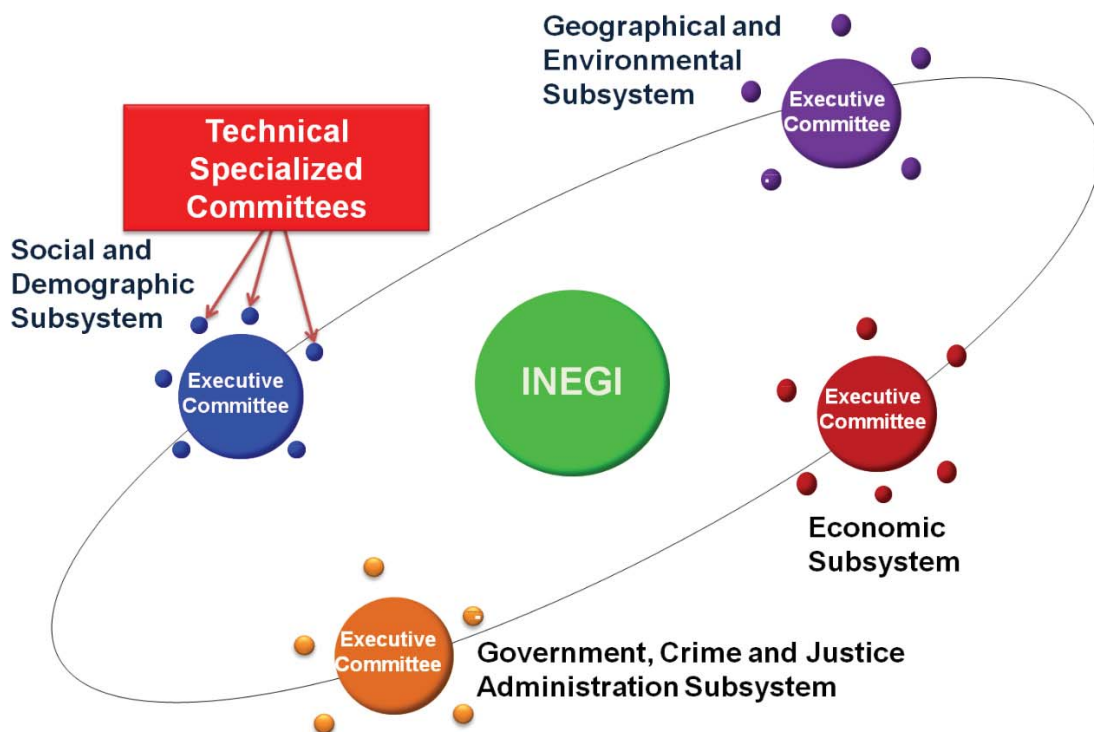 Geographical and
Environmental
Subsystem
Executive
Committee
Technical
Specialized
Committees
Social and
Demographic
Subsystem
Executive
Committee
INEGI
Executive
Committee
Economic
Subsystem
Executive
Committee
Government, Crime and Justice
Administration Subsystem